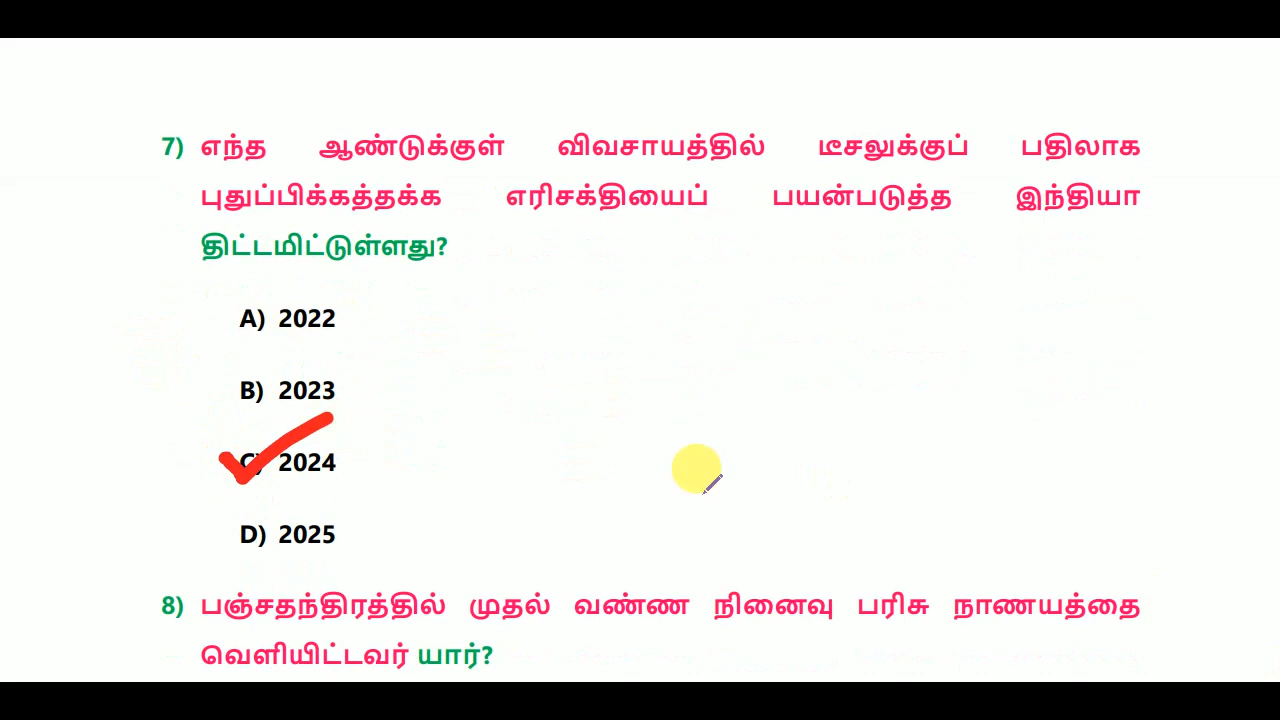 7) எந்த ஆண்டுக்குள் விவசாயத்தில் டீசலுக்குப் பதிலாக
புதுப்பிக்கத்தக்க எரிசக்தியைப் பயன்படுத்த இந்தியா
திட்டமிட்டுள்ளது?
A) 2022
B) 2023
C) 2024
D) 2025
8) பஞ்சதந்திரத்தில் முதல் வண்ண நினைவு பரிசு நாணயத்தை
வெளியிட்டவர் யார்?